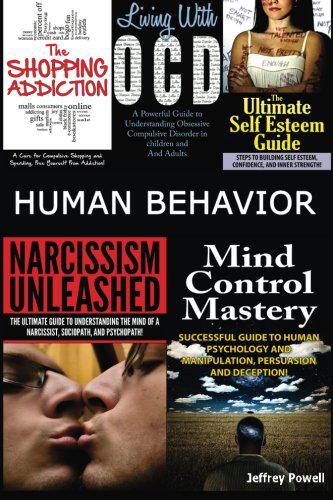 The
SHOPPING
ADDICTION
A Cure for Compulsive Shopping and
Spending, Free Yourself from Addiction!
Living With
OCD
A Powerful Guide to
Understanding Obsessive
Compulsive Disorder in
children and
And Adults
The
Ultimate
Self Esteem
Guide
STEPS TO BUILDING SELF ESTEEM,
CONFIDENCE, AND INNER STRENGTH!
HUMAN BEHAVIOR
NARCISSISM
UNLEASHED
THE ULTIMATE GUIDE TO UNDERSTANDING THE MIND OF A
NARCISSIST, SOCIOPATH, AND PSYCHOPATH!
Mind
Control
Mastery
SUCCESSFUL GUIDE TO HUMAN
PSYCHOLOGY AND
MANIPULATION, PERSUASION
AND DECEPTION!
Jeffrey Powell